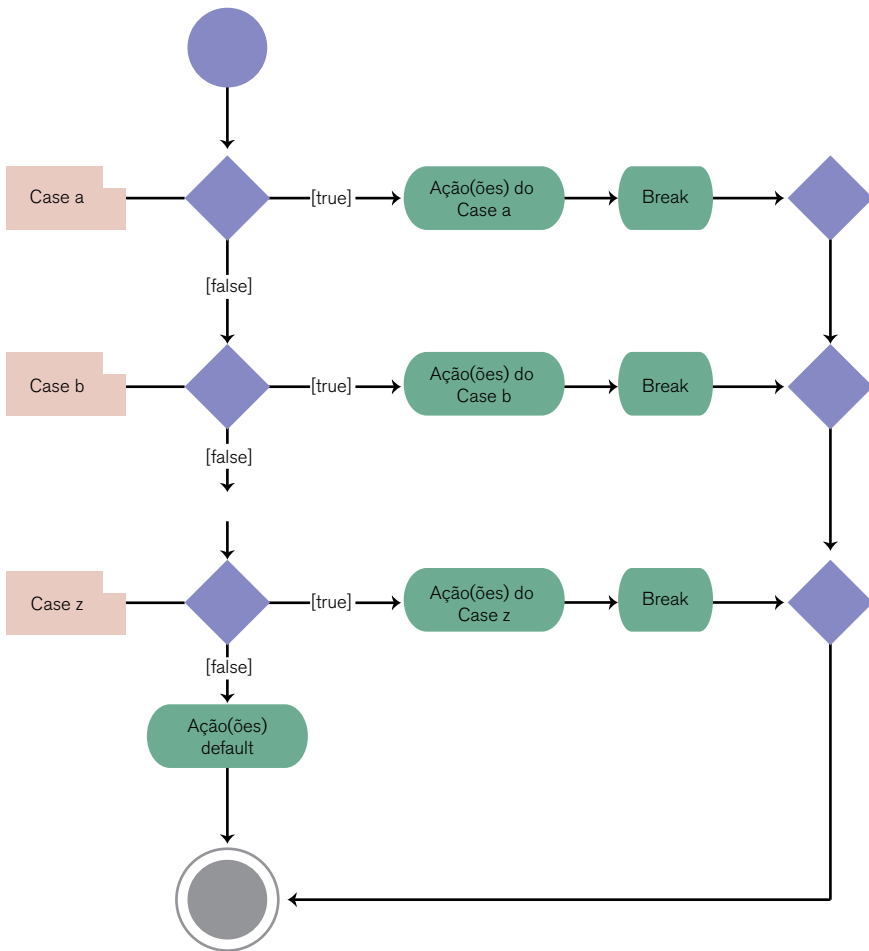 Case a
[true]
Ação(ões) do
Case a
Break
[false]
Case b
[true]
Ação(ões) do
Case b
Break
[false]
Case z
[true]
Ação(ões) do
Case z
Break
[false]
Ação(ões)
default